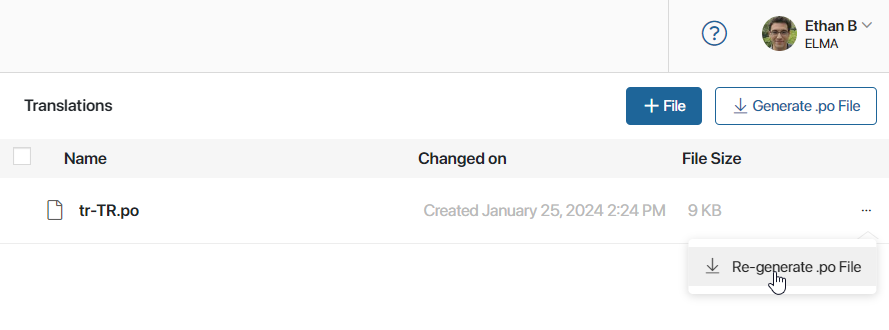 Ethan B
ELMA
Translations
+ File
Generate .po File
Name Changed on File Size
tr-TR.po Created January 25, 2024 2:24 PM 9 KB ...
Re-generate .po File